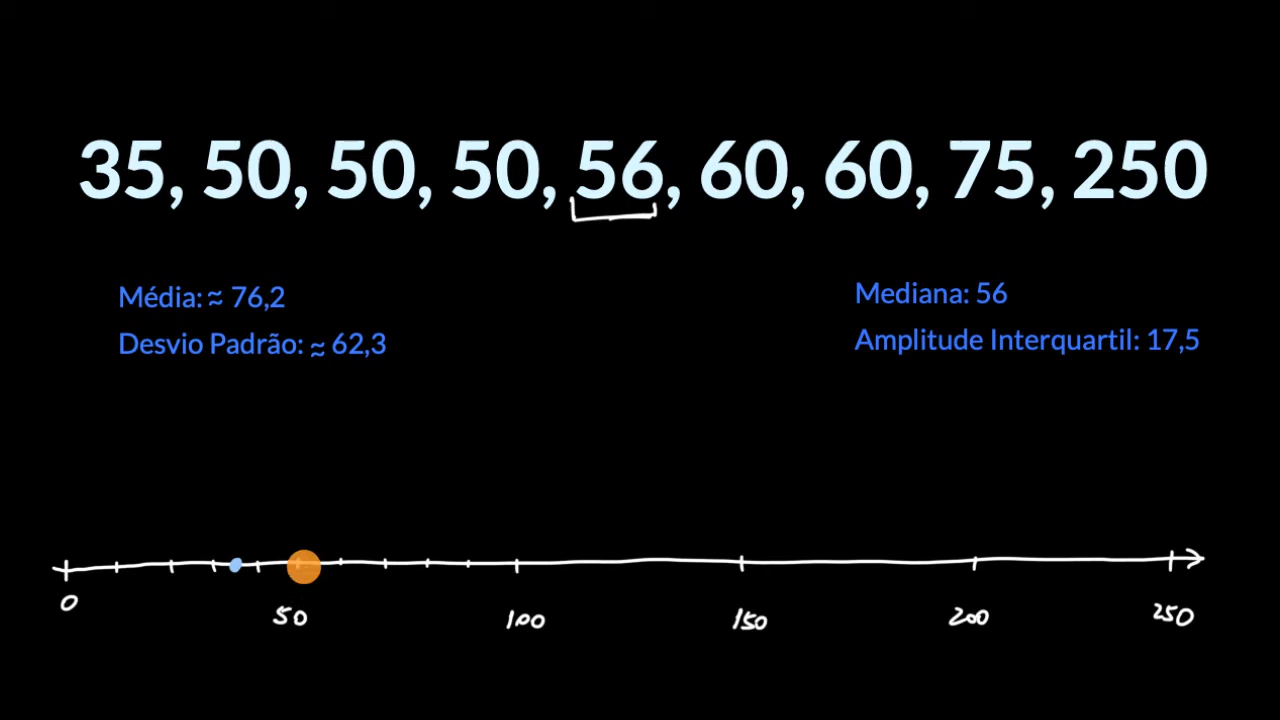 35, 50, 50, 50, 56, 60, 60, 75, 250
Média: ≈ 76,2
Desvio Padrão: ≈ 62,3
Mediana: 56
Amplitude Interquartil: 17,5
0 50 100 150 200 250